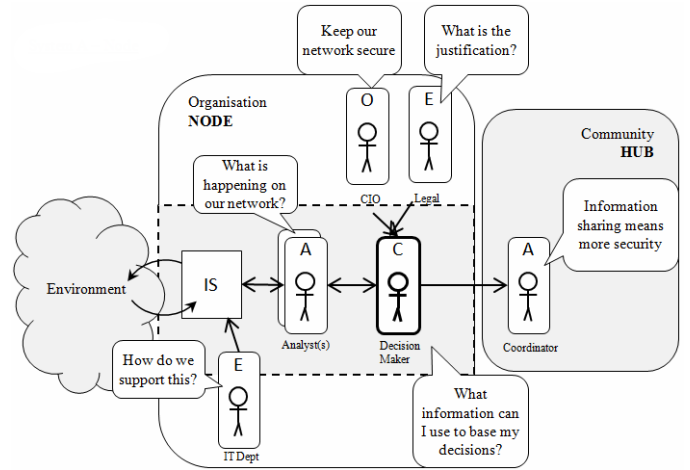 Keep our
network secure
What is the
justification?
Organisation
NODE
O
E
CIO
Legal
Community
HUB
What is
happening on
our network?
Information
sharing means
more security
Environment
IS
A
C
A
Analyst(s)
Decision
Maker
Coordinator
How do we
support this?
E
IT Dept
What
information can
I use to base my
decisions?